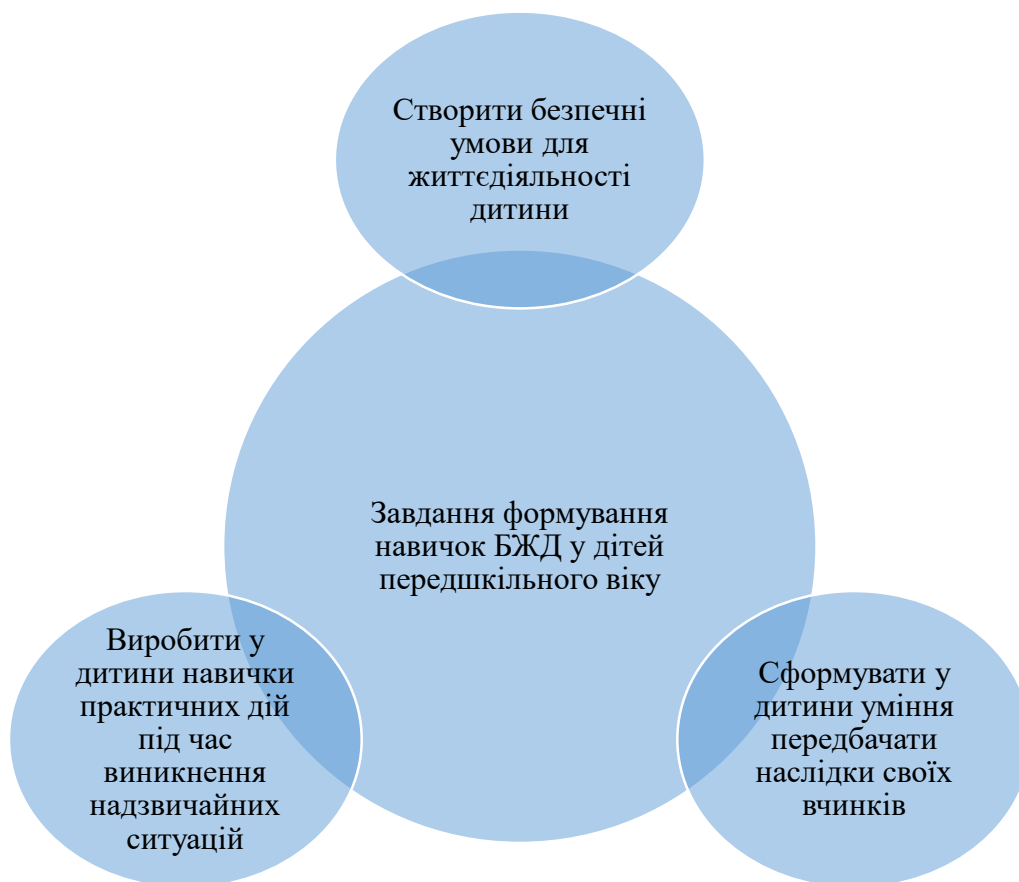 Створити безпечні
умови для
життєдіяльності
дитини
Завдання формування
навичок БЖД у дітей
передшкільного віку
Виробити у
дитини навички
практичних дій
під час
виникнення
надзвичайних
ситуацій
Сформувати у
дитини уміння
передбачати
наслідки своїх
вчинків